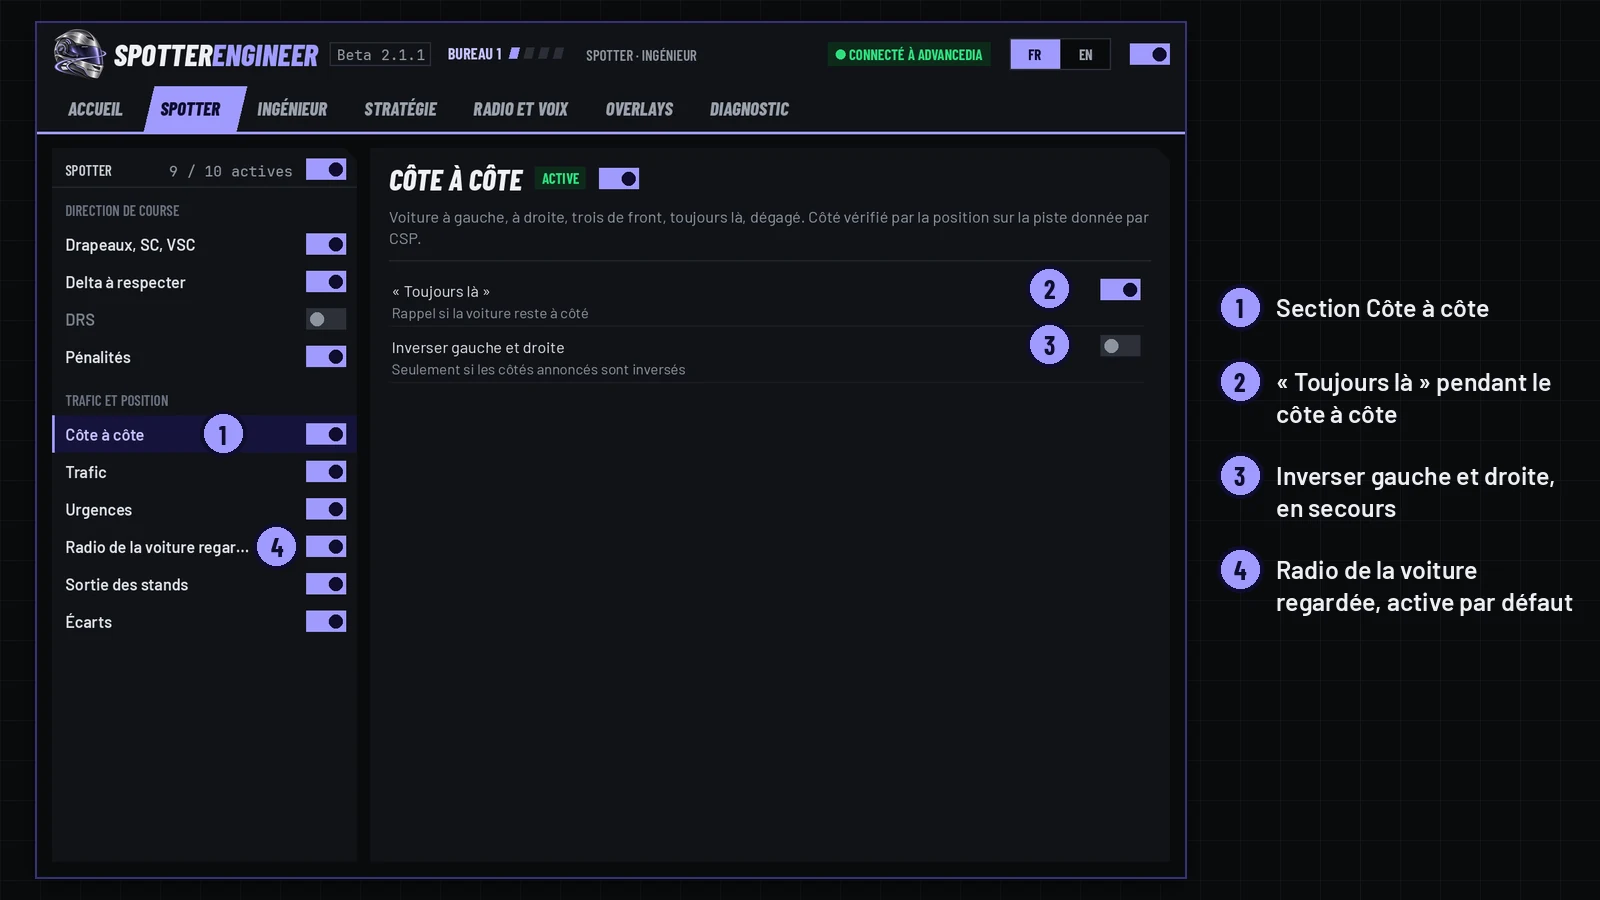 SPOTTERENGINEER Beta 2.1.1 BUREAU 1 SPOTTER · INGÉNIEUR CONNECTÉ À ADVANCEDIA FR EN
ACCUEIL SPOTTER INGÉNIEUR STRATÉGIE RADIO ET VOIX OVERLAYS DIAGNOSTIC
SPOTTER 9 / 10 actives
DIRECTION DE COURSE
Drapeaux, SC, VSC
Delta à respecter
DRS
Pénalités
TRAFIC ET POSITION
Côte à côte 1
Trafic
Urgences
Radio de la voiture regar... 4
Sortie des stands
Écarts
CÔTE À CÔTE ACTIVE
Voiture à gauche, à droite, trois de front, toujours là, dégagé. Côté vérifié par la position sur la piste donnée par
CSP.
« Toujours là » 2
Rappel si la voiture reste à côté
Inverser gauche et droite 3
Seulement si les côtés annoncés sont inversés
1 Section Côte à côte
2 « Toujours là » pendant le
côte à côte
3 Inverser gauche et droite,
en secours
4 Radio de la voiture
regardée, active par défaut